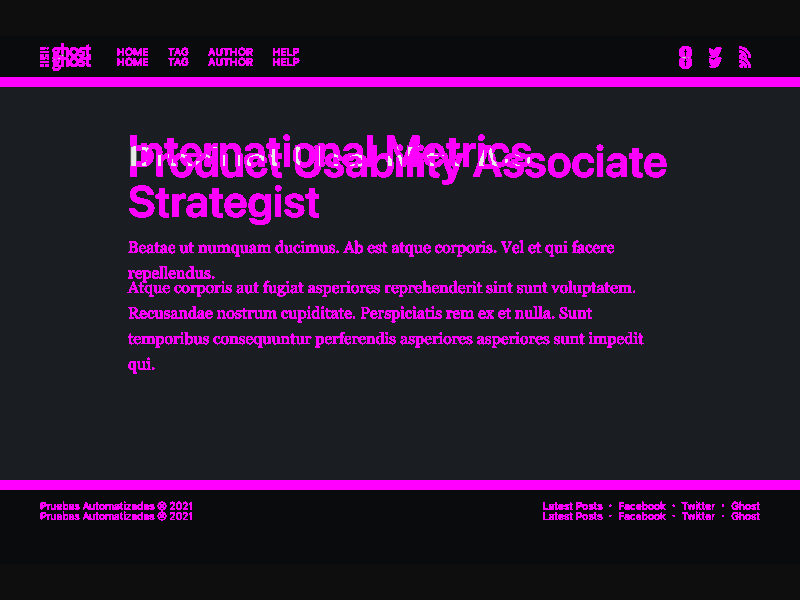 ghost
ghost
HOME TAG AUTHOR HELP
HOME TAG AUTHOR HELP
International Metrics
Product Usability Associate
Strategist
Beatae ut numquam ducimus. Ab est atque corporis. Vel et qui facere
repellendus.
Atque corporis aut fugiat asperiores reprehenderit sint sunt voluptatem.
Recusandae nostrum cupiditate. Perspiciatis rem ex et nulla. Sunt
temporibus consequuntur perferendis asperiores asperiores sunt impedit
qui.
Pruebas Automatizadas © 2021
Pruebas Automatizadas © 2021
Latest Posts · Facebook · Twitter · Ghost
Latest Posts · Facebook · Twitter · Ghost